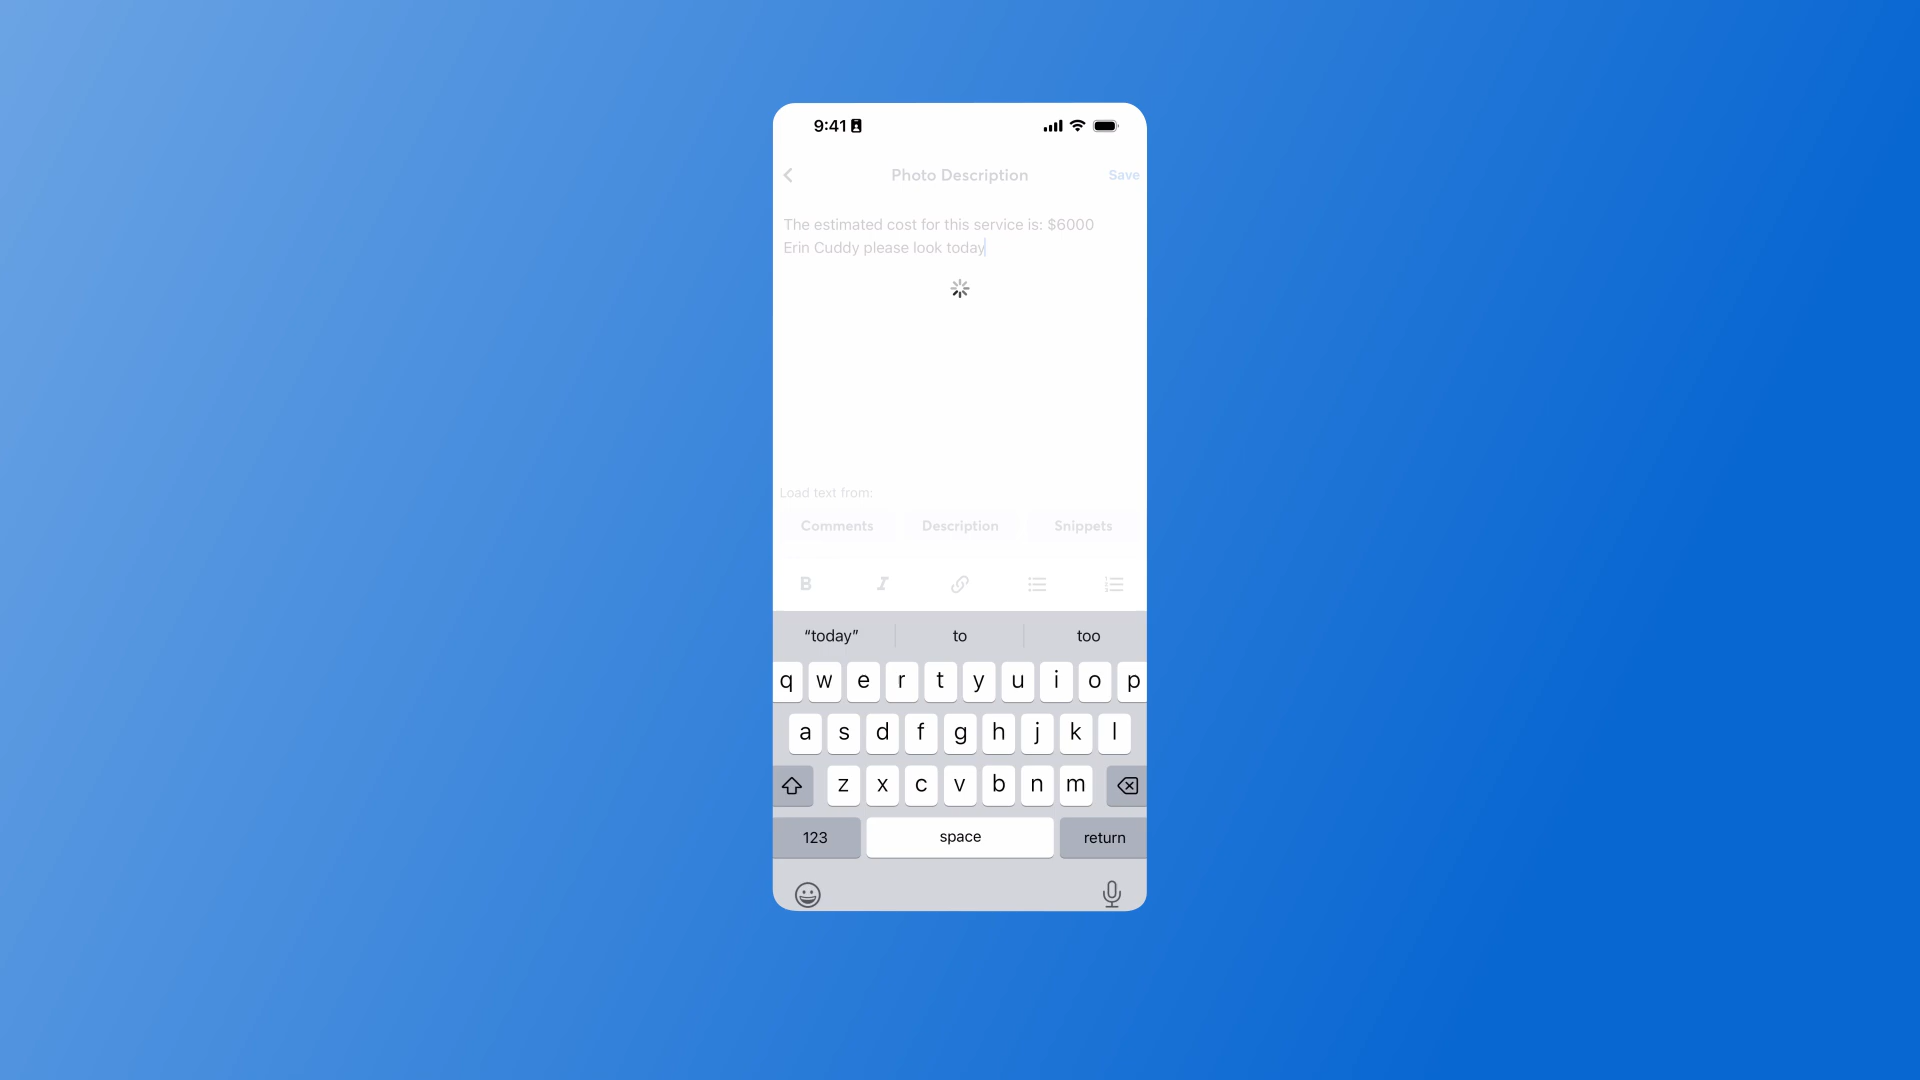 9:41
Photo Description
Save
The estimated cost for this service is: $6000
Erin Cuddy please look today
Load text from:
Comments Description Snippets
B I
“today” to too
q w e r t y u i o p
a s d f g h j k l
z x c v b n m
123 space return